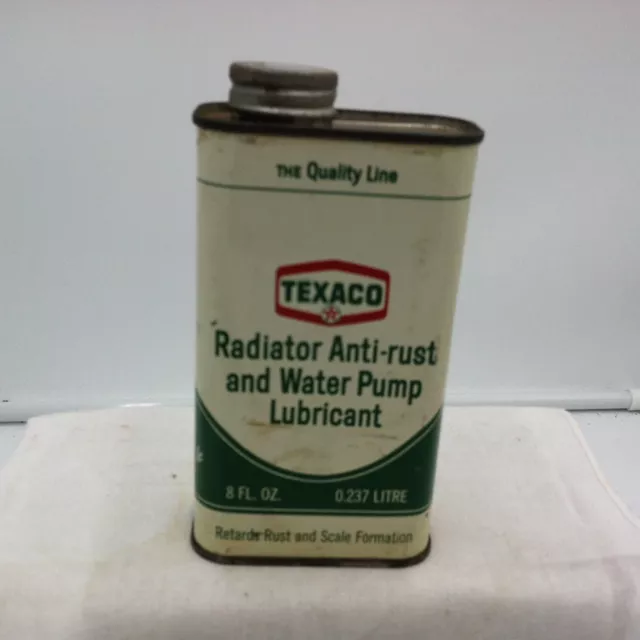 THE Quality Line
TEXACO
Radiator Anti-rust
and Water Pump
Lubricant
8 FL. OZ. 0.237 LITRE
Retards Rust and Scale Formation